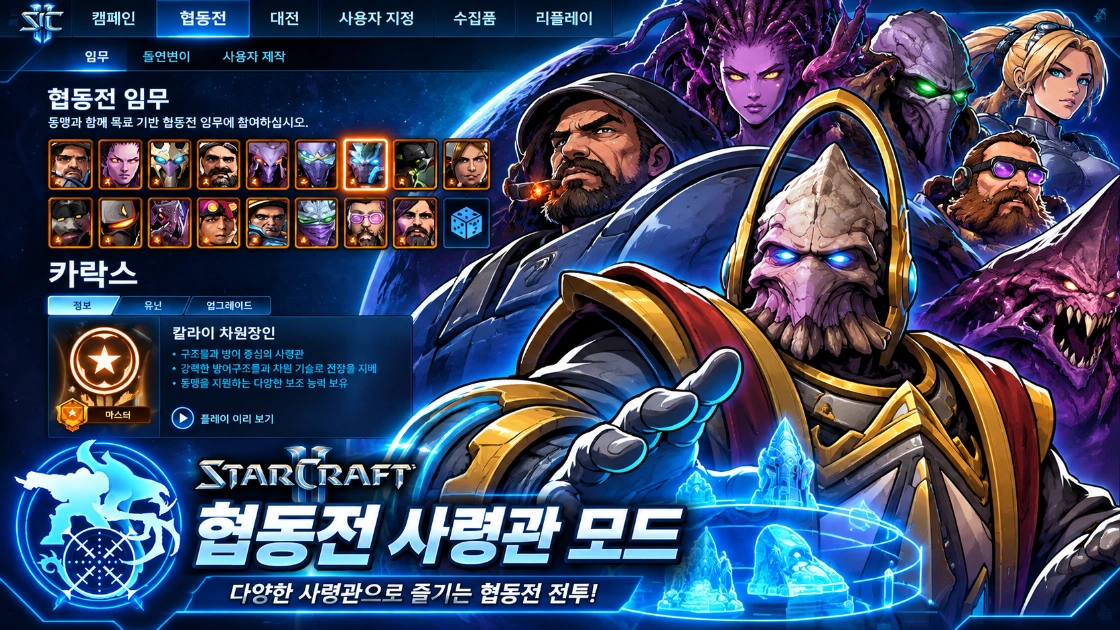 캠페인 협동전 대전 사용자 지정 수집품 리플레이
임무 돌연변이 사용자 제작
협동전 임무
동맹과 함께 목표 기반 협동전 임무에 참여하십시오.
카락스
정보 유닛 업그레이드
칼라이 차원장인
• 구조물과 방어 중심의 사령관
• 강력한 방어구조물과 차원 기술로 전장을 지배
• 동맹을 지원하는 다양한 보조 능력 보유
마스터
플레이 미리 보기
STARCRAFT
II
협동전 사령관 모드
다양한 사령관으로 즐기는 협동전 전투!